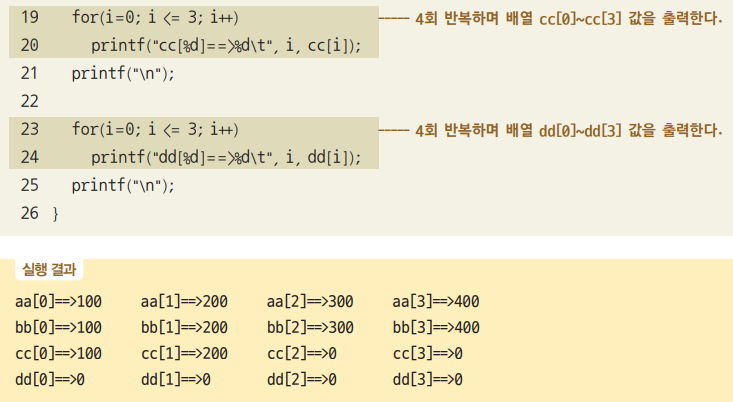 19 for(i=0; i <= 3; i++) 4회 반복하며 배열 cc[0]~cc[3] 값을 출력한다.
20 printf("cc[%d]==>%d\t", i, cc[i]);
21 printf("\n");
22
23 for(i=0; i <= 3; i++) 4회 반복하며 배열 dd[0]~dd[3] 값을 출력한다.
24 printf("dd[%d]==>%d\t", i, dd[i]);
25 printf("\n");
26 }
실행 결과
aa[0]==>100 aa[1]==>200 aa[2]==>300 aa[3]==>400
bb[0]==>100 bb[1]==>200 bb[2]==>300 bb[3]==>400
cc[0]==>100 cc[1]==>200 cc[2]==>0 cc[3]==>0
dd[0]==>0 dd[1]==>0 dd[2]==>0 dd[3]==>0